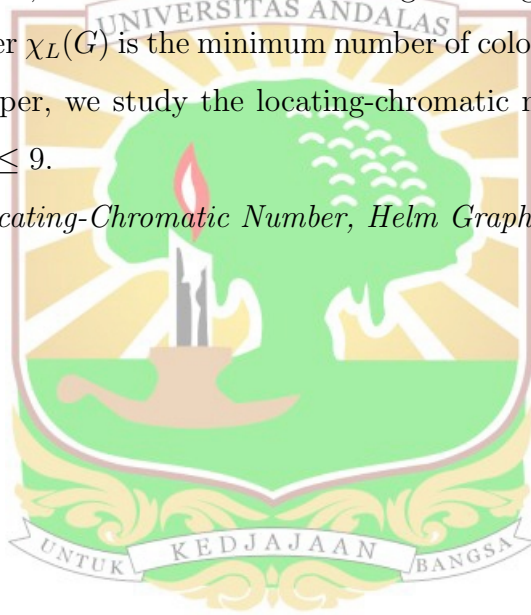 UNIVERSITAS ANDALAS
er χ_L(G) is the minimum number of colo
per, we study the locating-chromatic
≤ 9.
cating-Chromatic Number, Helm Graph
UNTUK KEDJAJAAN BANGSA